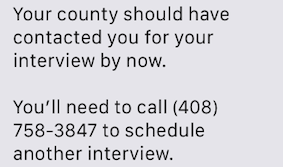 Your county should have
contacted you for your
interview by now.
You'll need to call (408)
758-3847 to schedule
another interview.